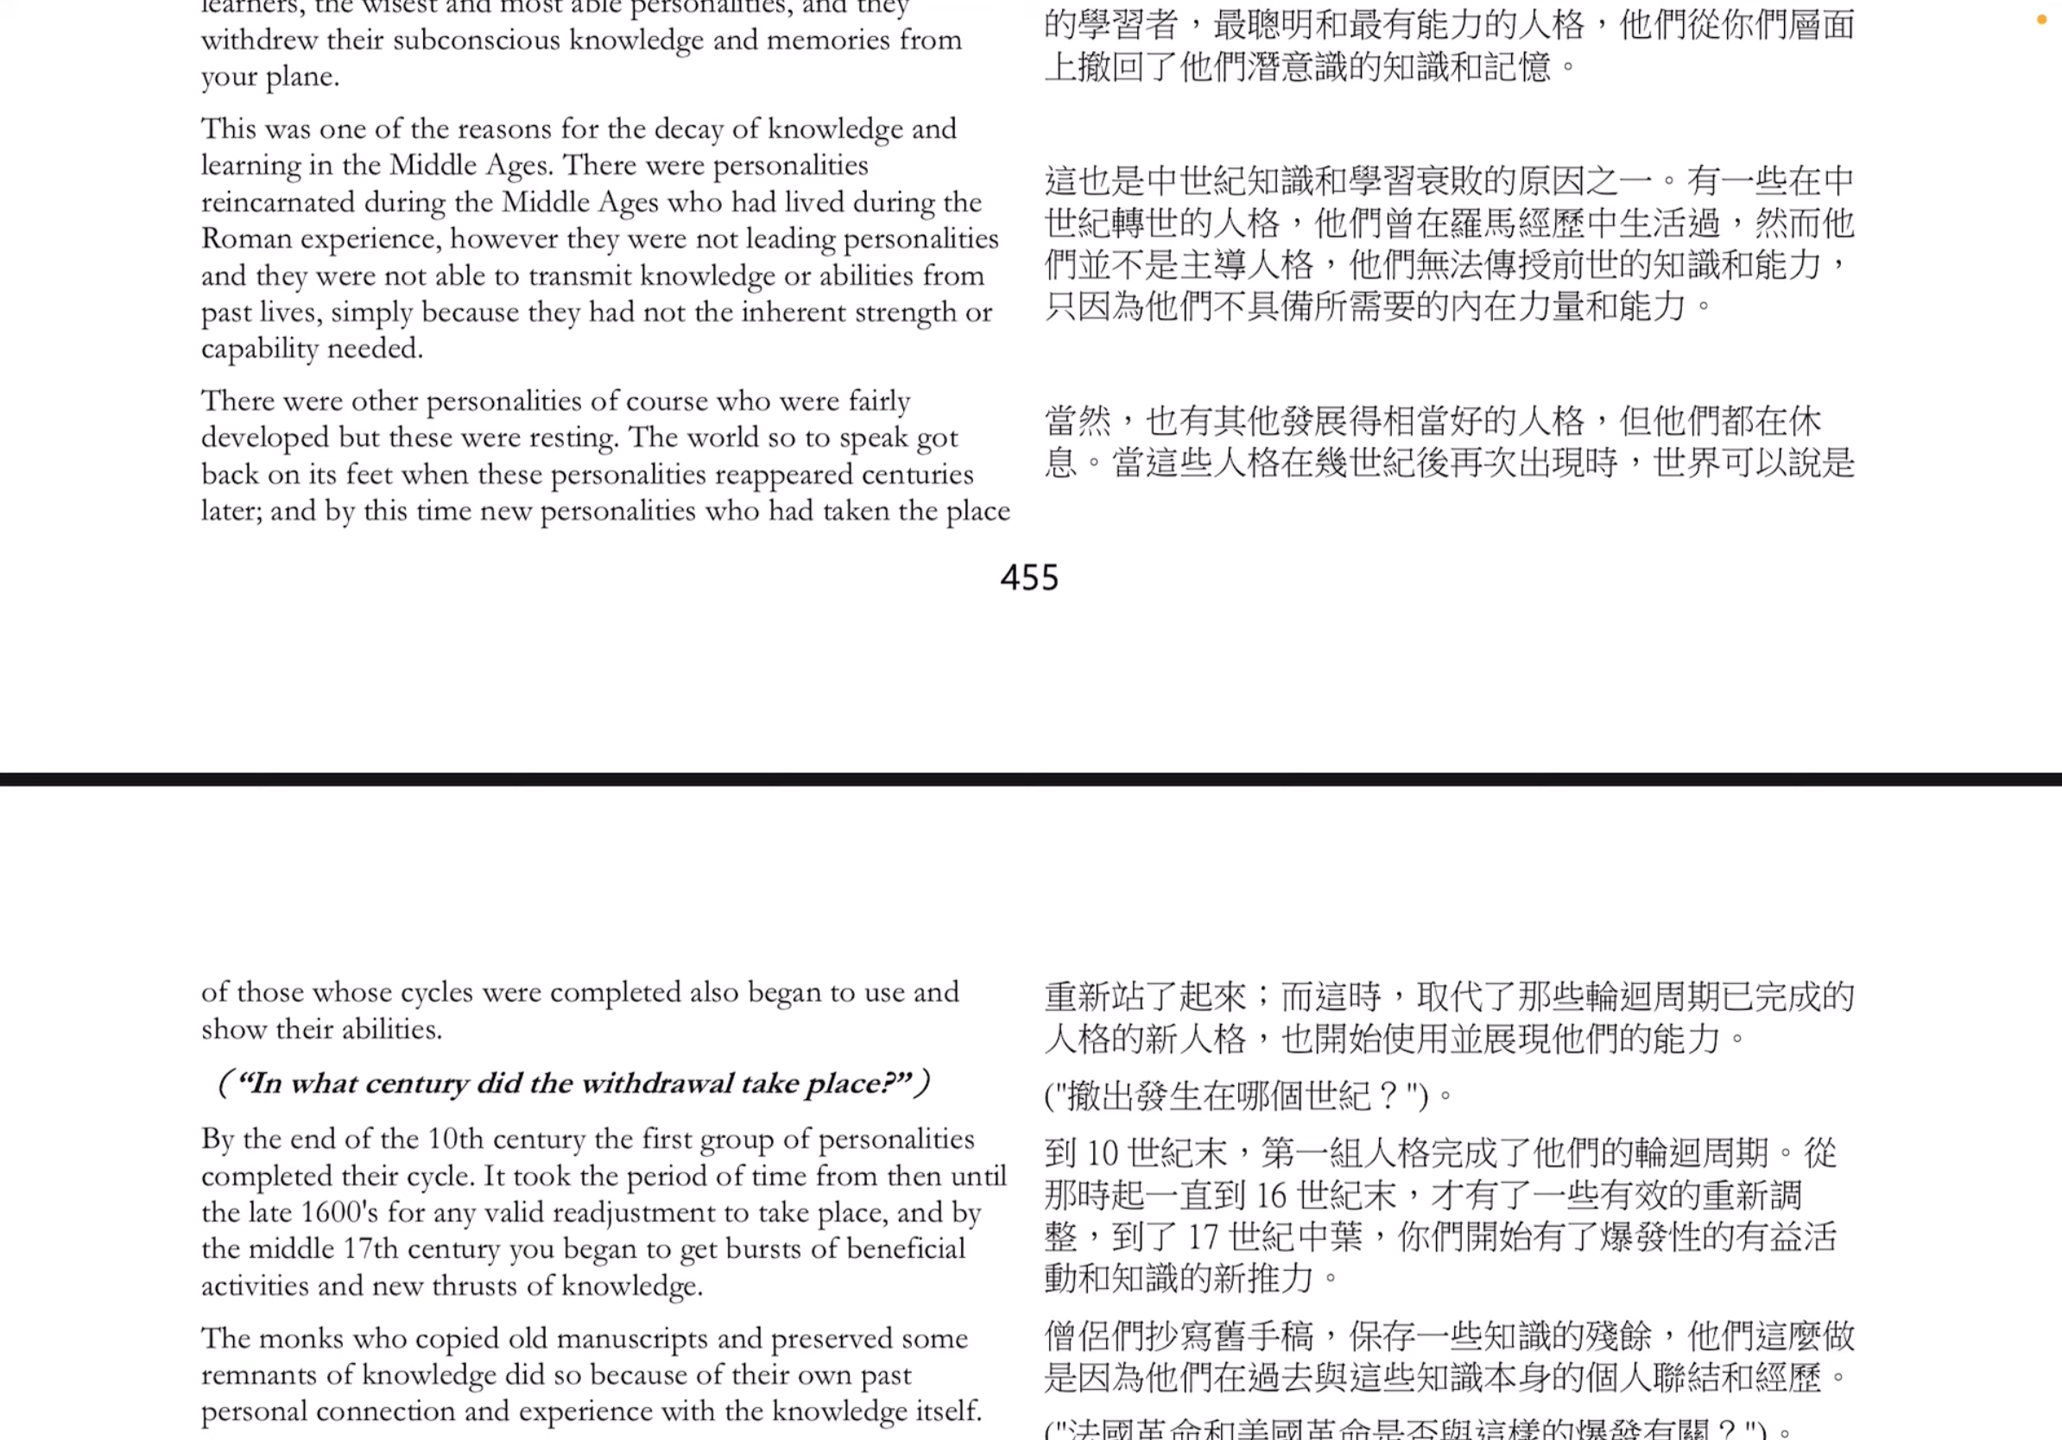 learners, the wisest and most able personalities, and they
withdrew their subconscious knowledge and memories from
your plane.
This was one of the reasons for the decay of knowledge and
learning in the Middle Ages. There were personalities
reincarnated during the Middle Ages who had lived during the
Roman experience, however they were not leading personalities
and they were not able to transmit knowledge or abilities from
past lives, simply because they had not the inherent strength or
capability needed.
There were other personalities of course who were fairly
developed but these were resting. The world so to speak got
back on its feet when these personalities reappeared centuries
later; and by this time new personalities who had taken the place
的學習者，最聰明和最有能力的人格，他們從你們層面
上撤回了他們潛意識的知識和記憶。
這也是中世紀知識和學習衰敗的原因之一。有一些在中
世紀轉世的人格，他們曾在羅馬經歷中生活過，然而他
們並不是主導人格，他們無法傳授前世的知識和能力，
只因為他們不具備所需要的內在力量和能力。
當然，也有其他發展得相當好的人格，但他們都在休
息。當這些人格在幾世紀後再次出現時，世界可以說是
455
of those whose cycles were completed also began to use and
show their abilities.
（“In what century did the withdrawal take place?”）
By the end of the 10th century the first group of personalities
completed their cycle. It took the period of time from then until
the late 1600's for any valid readjustment to take place, and by
the middle 17th century you began to get bursts of beneficial
activities and new thrusts of knowledge.
The monks who copied old manuscripts and preserved some
remnants of knowledge did so because of their own past
personal connection and experience with the knowledge itself.
重新站了起來；而這時，取代了那些輪迴周期已完成的
人格的新人格，也開始使用並展現他們的能力。
("撤出發生在哪個世紀？")。
到 10 世紀末，第一組人格完成了他們的輪迴周期。從
那時起一直到 16 世紀末，才有了一些有效的重新調
整，到了 17 世紀中葉，你們開始有了爆發性的有益活
動和知識的新推力。
僧侶們抄寫舊手稿，保存一些知識的殘餘，他們這麼做
是因為他們在過去與這些知識本身的個人聯結和經歷。
("法國革命和美國革命是否與這樣的爆發有關？")。